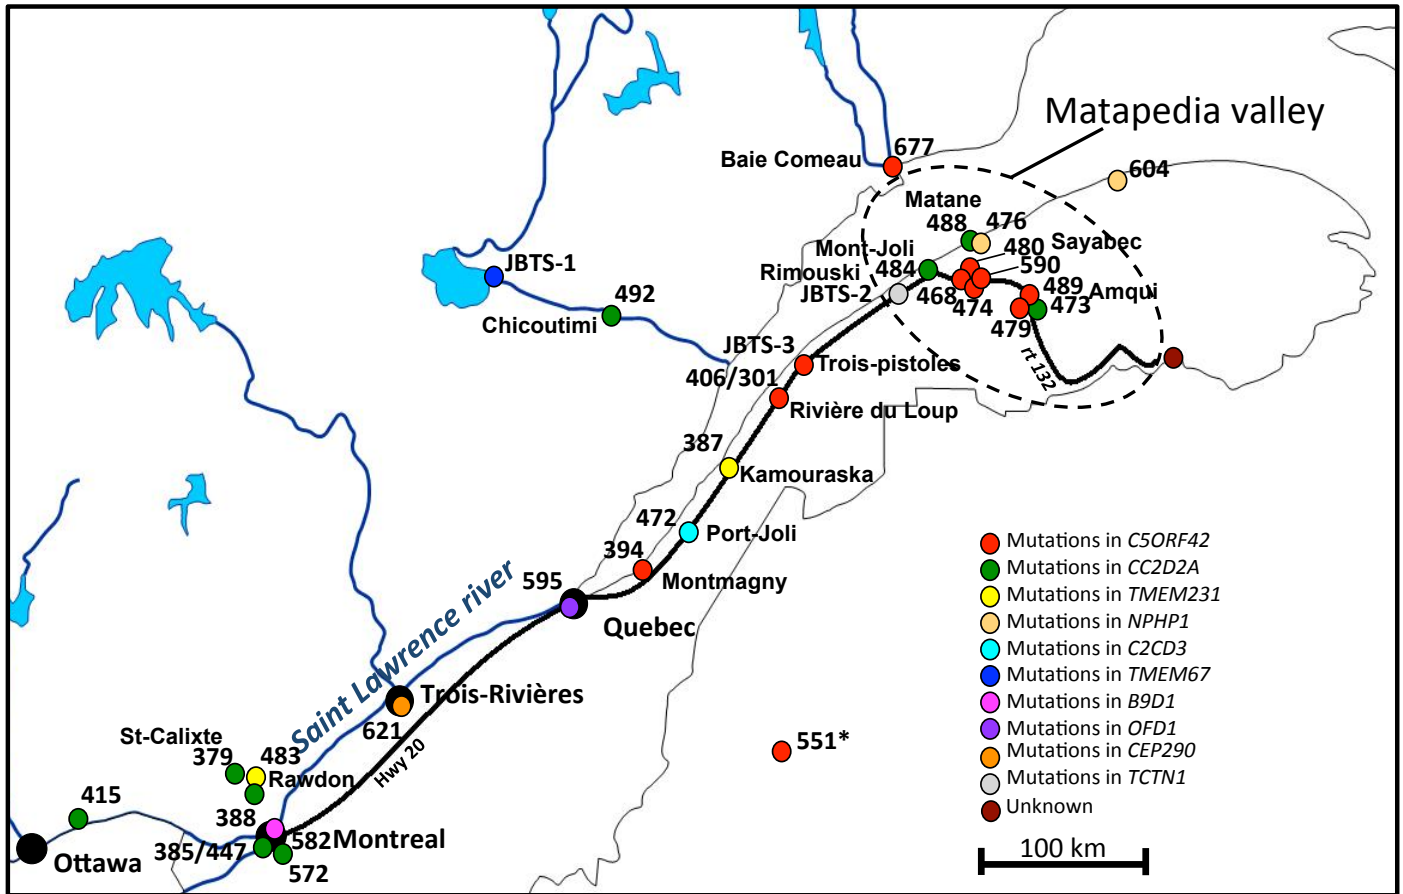 Matapedia valley
677
Baie Comeau
604
Matane
488 476
480 Sayabec
Mont-Joli
590
Rimouski 484
JBTS-2 468
474
489
Amqui
473
479
rt 132
JBTS-1
492
Chicoutimi
JBTS-3
Trois-pistoles
406/301
Rivière du Loup
387
Kamouraska
472
Port-Joli
394
Montmagny
595
Quebec
Saint Lawrence river
Trois-Rivières
621
Hwy 20
St-Calixte
379 483
Rawdon
415
388
582 Montreal
385/447
572
Ottawa
551*
Mutations in C5ORF42
Mutations in CC2D2A
Mutations in TMEM231
Mutations in NPHP1
Mutations in C2CD3
Mutations in TMEM67
Mutations in B9D1
Mutations in OFD1
Mutations in CEP290
Mutations in TCTN1
Unknown
100 km